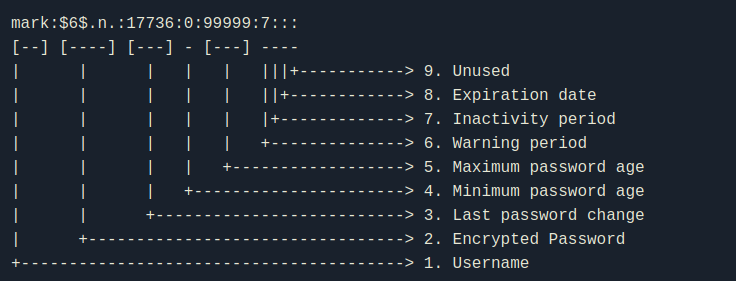 mark:$6$.n.:17736:0:99999:7:::
[--] [----] [---] - [---] ----
|      |      |   |   |   |||+-----------> 9. Unused
|      |      |   |   |   ||+------------> 8. Expiration date
|      |      |   |   |   |+-------------> 7. Inactivity period
|      |      |   |   |   +--------------> 6. Warning period
|      |      |   |   +------------------> 5. Maximum password age
|      |      |   +----------------------> 4. Minimum password age
|      |      +--------------------------> 3. Last password change
|      +---------------------------------> 2. Encrypted Password
+----------------------------------------> 1. Username